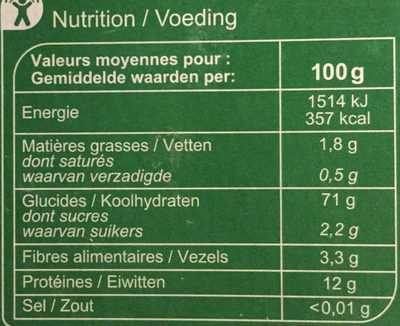 Nutrition / Voeding
Valeurs moyennes pour :
Gemiddelde waarden per:
100 g
Energie
1514 kJ
357 kcal
Matières grasses / Vetten
1,8 g
dont saturés
waarvan verzadigde
0,5 g
Glucides / Koolhydraten
71 g
dont sucres
waarvan suikers
2,2 g
Fibres alimentaires / Vezels
3,3 g
Protéines / Eiwitten
12 g
Sel / Zout
<0,01 g